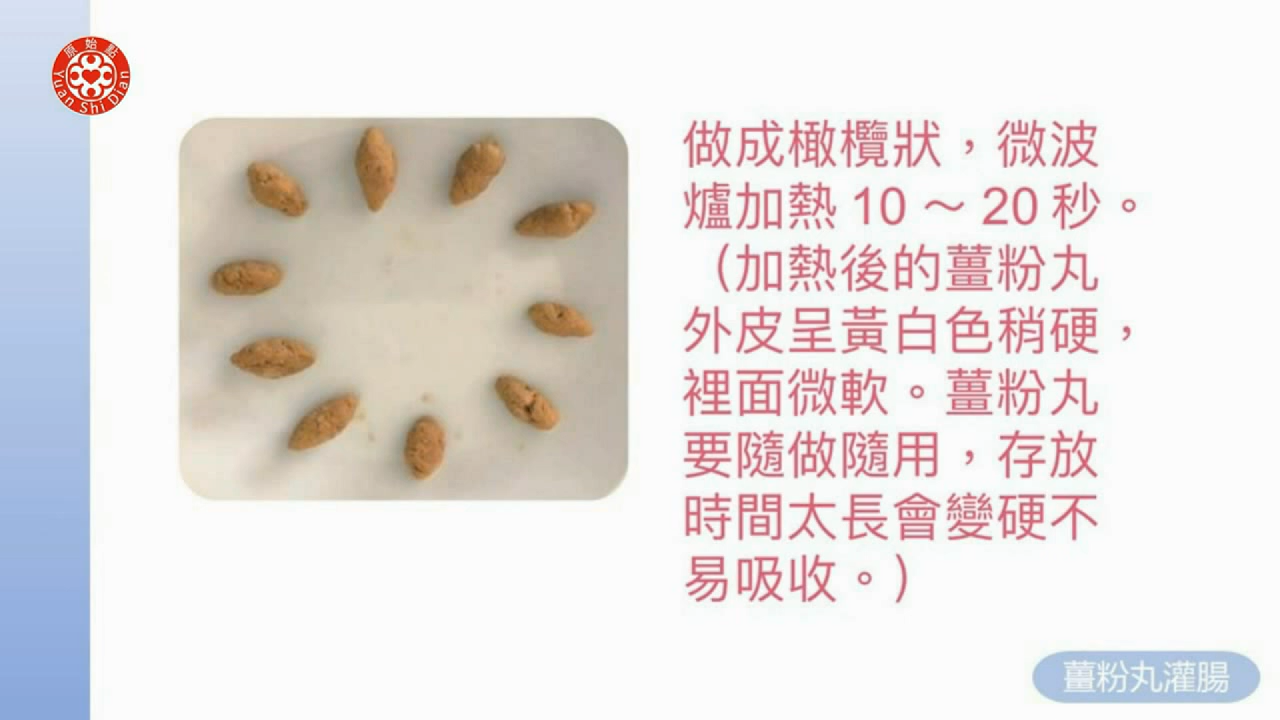 原始點
Yuan Shi Dian
做成橄欖狀，微波
爐加熱 10 ～ 20 秒。
（加熱後的薑粉丸
外皮呈黃白色稍硬，
裡面微軟。薑粉丸
要隨做隨用，存放
時間太長會變硬不
易吸收。）
薑粉丸灌腸